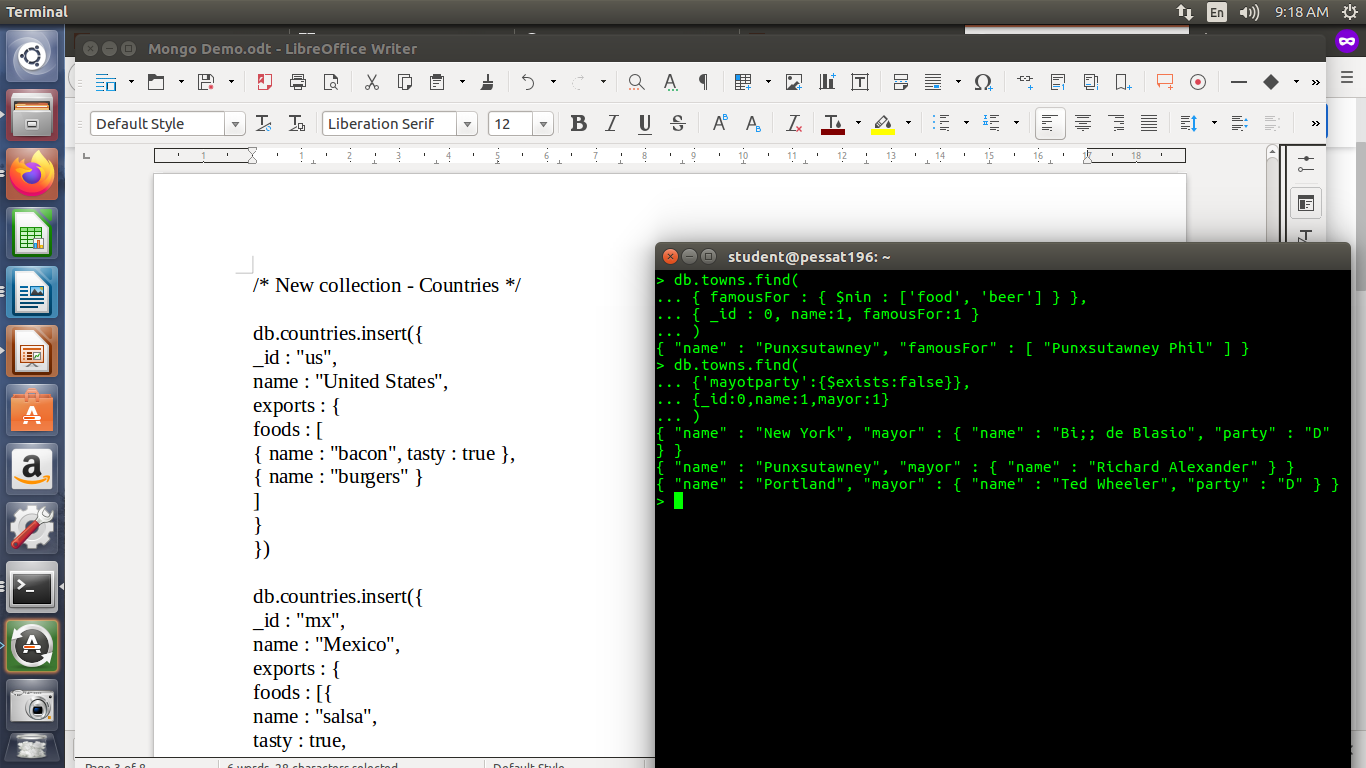 Terminal
En
9:18 AM
Mongo Demo.odt - LibreOffice Writer
Default Style
Liberation Serif
12
1 1 2 3 4 5 6 7 8 9 10 11 12 13 14 15 16 17 18
/* New collection - Countries */
db.countries.insert({
_id : "us",
name : "United States",
exports : {
foods : [
{ name : "bacon", tasty : true },
{ name : "burgers" }
]
}
})
db.countries.insert({
_id : "mx",
name : "Mexico",
exports : {
foods : [{
name : "salsa",
tasty : true,
Page 3 of 8
6 words, 28 characters selected
Default Style
student@pessat196: ~
> db.towns.find(
... { famousFor : { $nin : ['food', 'beer'] } },
... { _id : 0, name:1, famousFor:1 }
... )
{ "name" : "Punxsutawney", "famousFor" : [ "Punxsutawney Phil" ] }
> db.towns.find(
... {'mayotparty':{$exists:false}},
... {_id:0,name:1,mayor:1}
... )
{ "name" : "New York", "mayor" : { "name" : "Bi;; de Blasio", "party" : "D"
} }
{ "name" : "Punxsutawney", "mayor" : { "name" : "Richard Alexander" } }
{ "name" : "Portland", "mayor" : { "name" : "Ted Wheeler", "party" : "D" } }
>